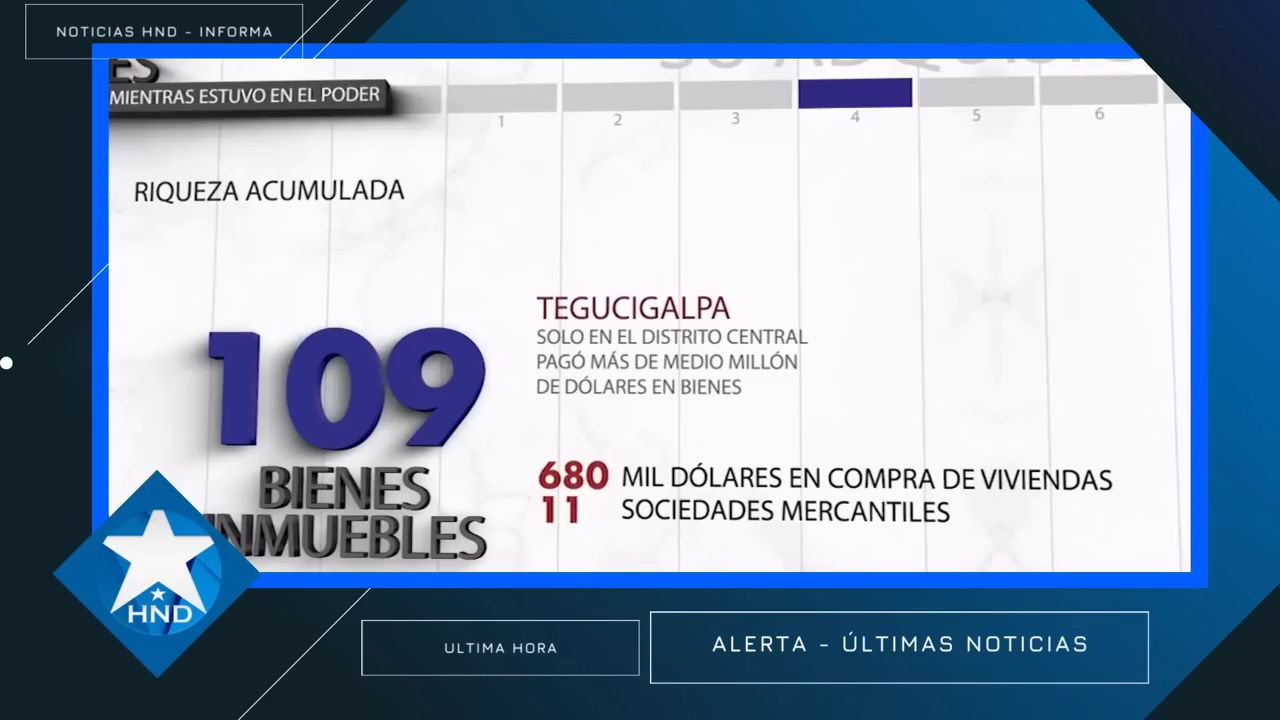 NOTICIAS HND - INFORMA
ES
MIENTRAS ESTUVO EN EL PODER
1 2 3 4 5 6
RIQUEZA ACUMULADA
109
BIENES
INMUEBLES
TEGUCIGALPA
SOLO EN EL DISTRITO CENTRAL
PAGÓ MÁS DE MEDIO MILLÓN
DE DÓLARES EN BIENES
680 MIL DÓLARES EN COMPRA DE VIVIENDAS
11 SOCIEDADES MERCANTILES
HND
ULTIMA HORA
ALERTA - ÚLTIMAS NOTICIAS